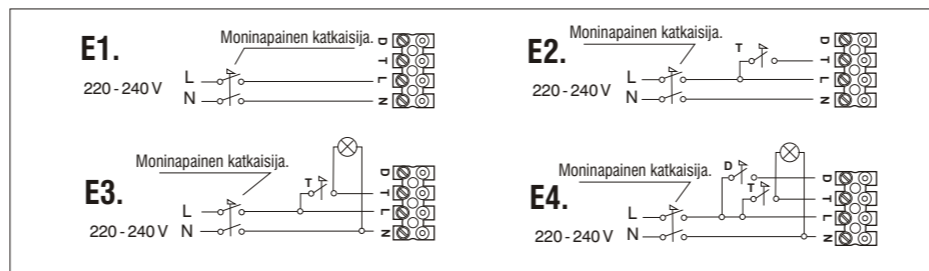 E1.
Moninapainen katkaisija.
220 - 240 V
L
N
D
T
L
N
E2.
Moninapainen katkaisija.
220 - 240 V
L
N
T
D
T
L
N
E3.
Moninapainen katkaisija.
220 - 240 V
L
N
T
D
T
L
N
E4.
Moninapainen katkaisija.
220 - 240 V
L
N
D
T
D
T
L
N